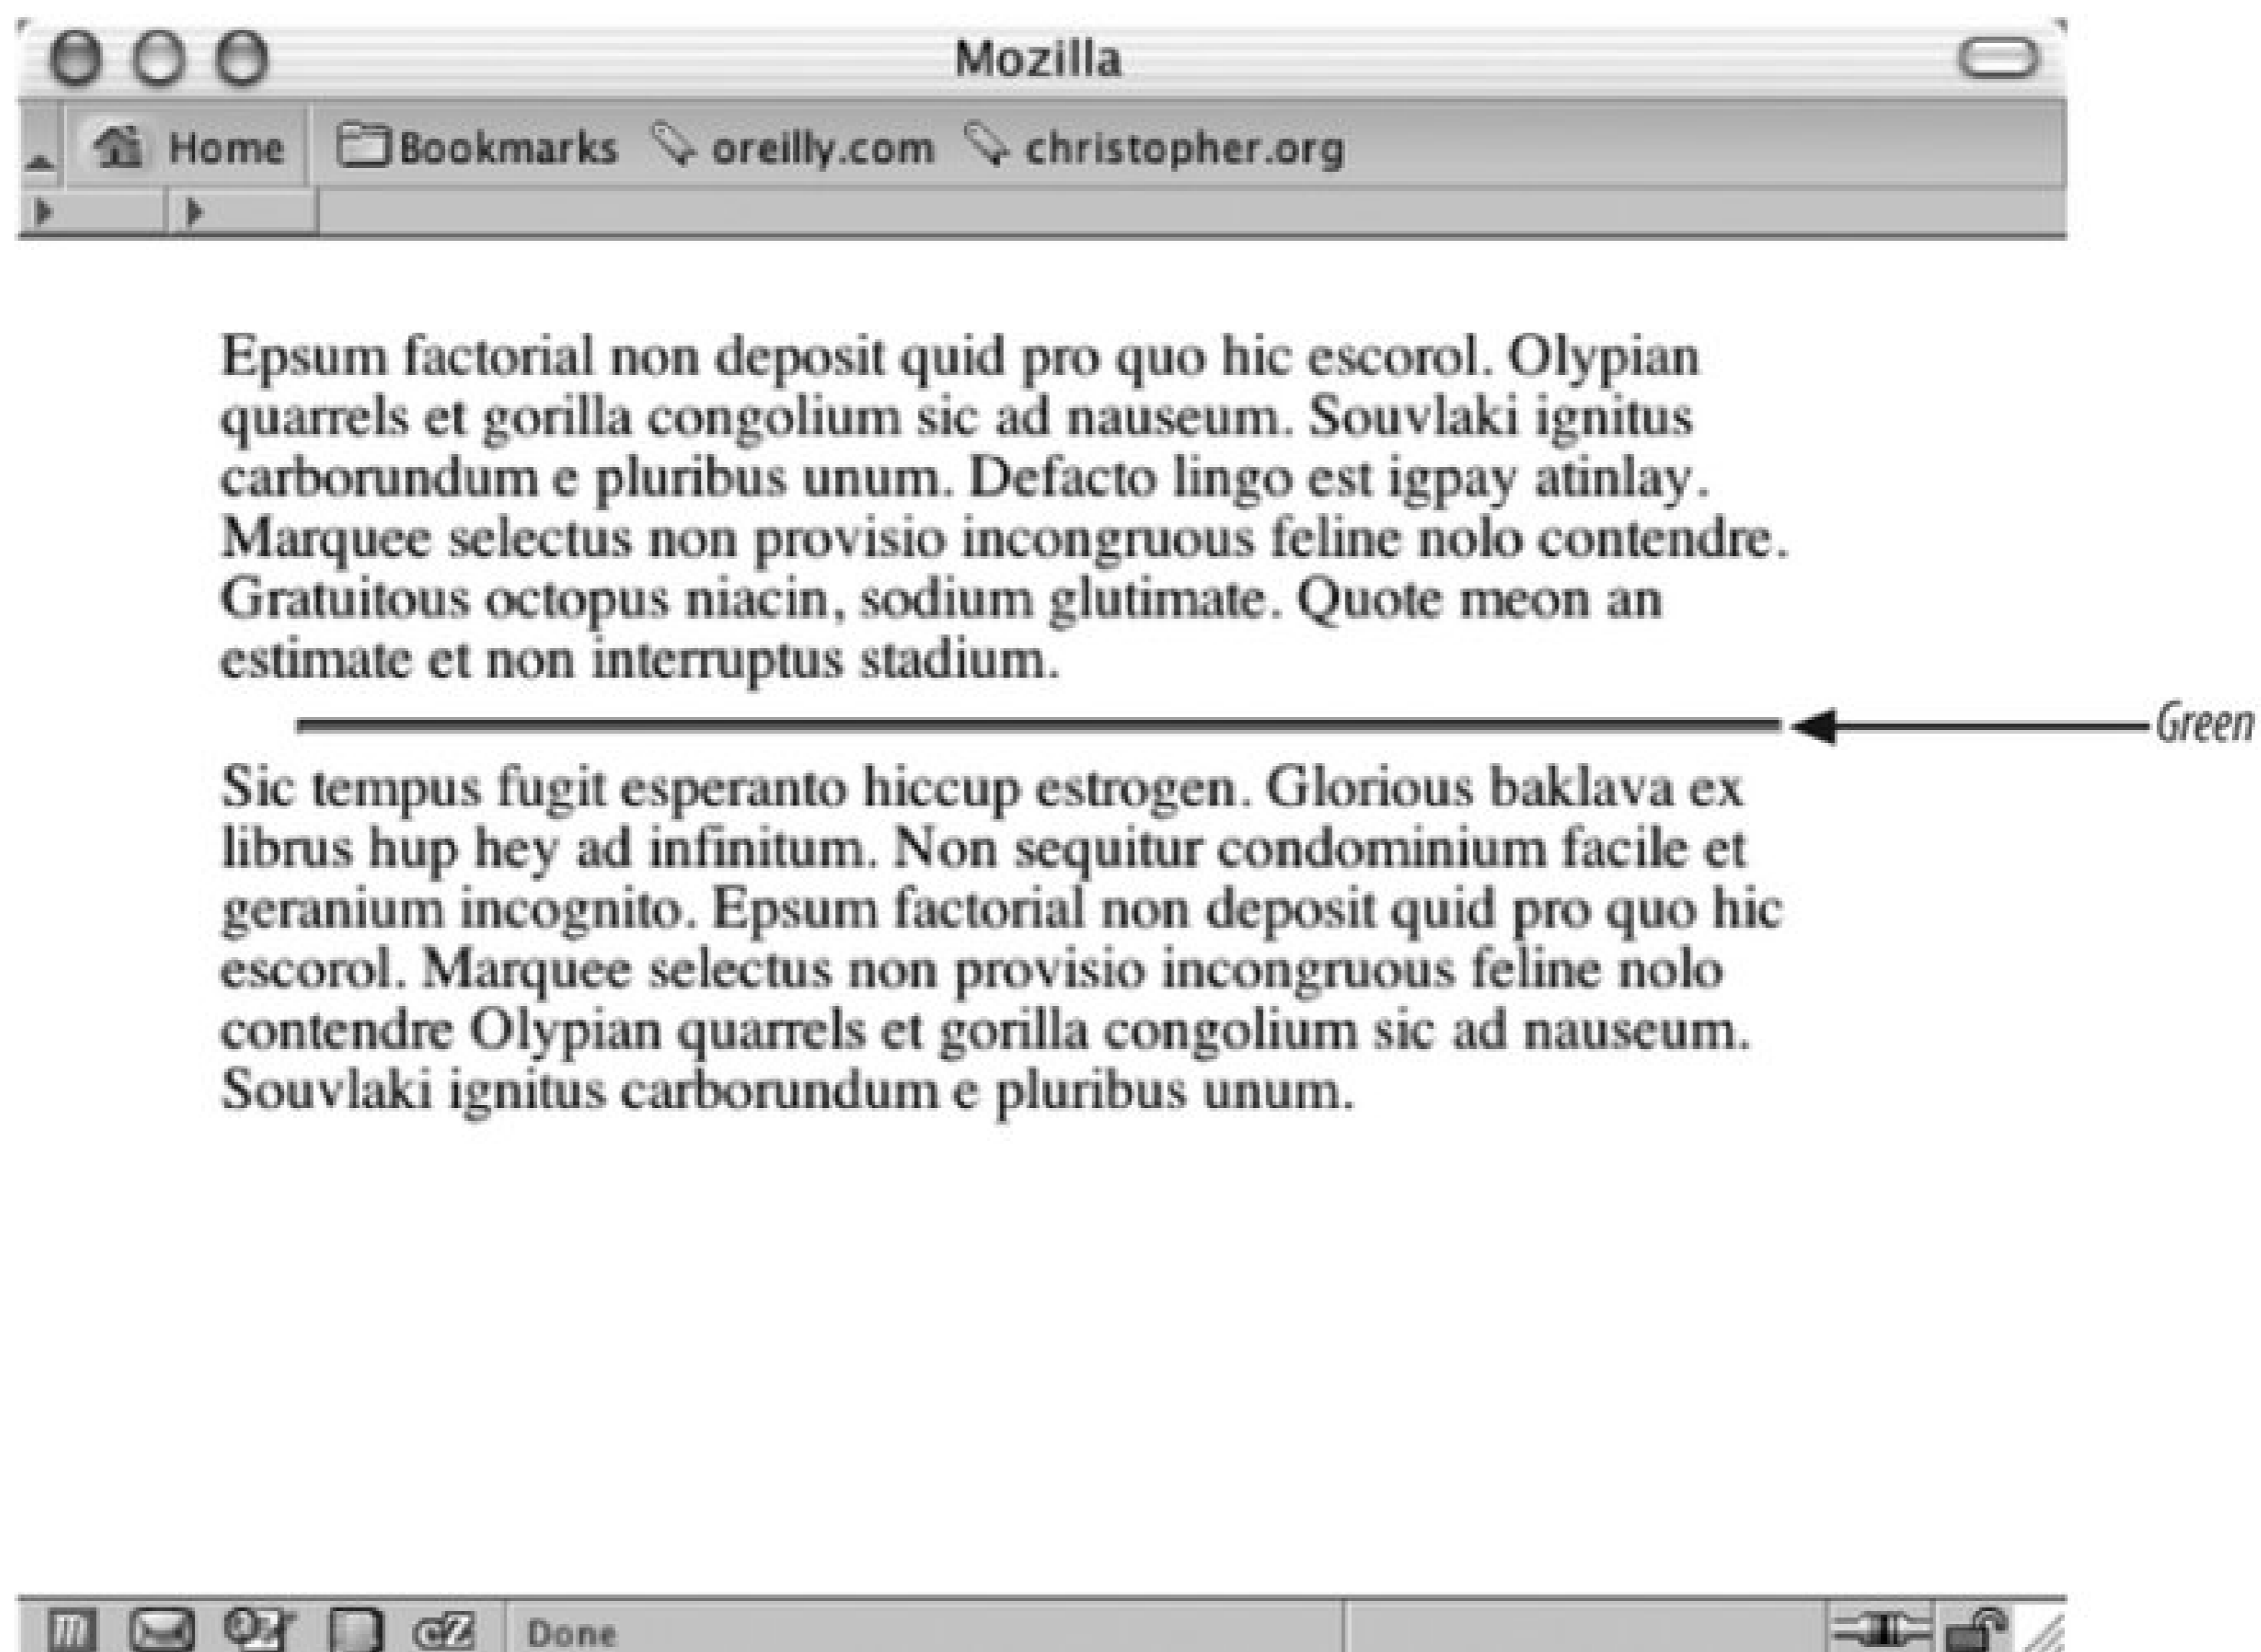 Mozilla
Home Bookmarks oreilly.com christopher.org
Epsum factorial non deposit quid pro quo hic escorol. Olypian
quarrels et gorilla congolium sic ad nauseum. Souvlaki ignitus
carborundum e pluribus unum. Defacto lingo est igpay atinlay.
Marquee selectus non provisio incongruous feline nolo contendre.
Gratuitous octopus niacin, sodium glutimate. Quote meon an
estimate et non interruptus stadium.
Green
Sic tempus fugit esperanto hiccup estrogen. Glorious baklava ex
librus hup hey ad infinitum. Non sequitur condominium facile et
geranium incognito. Epsum factorial non deposit quid pro quo hic
escorol. Marquee selectus non provisio incongruous feline nolo
contendre Olypian quarrels et gorilla congolium sic ad nauseum.
Souvlaki ignitus carborundum e pluribus unum.
m cZ Done